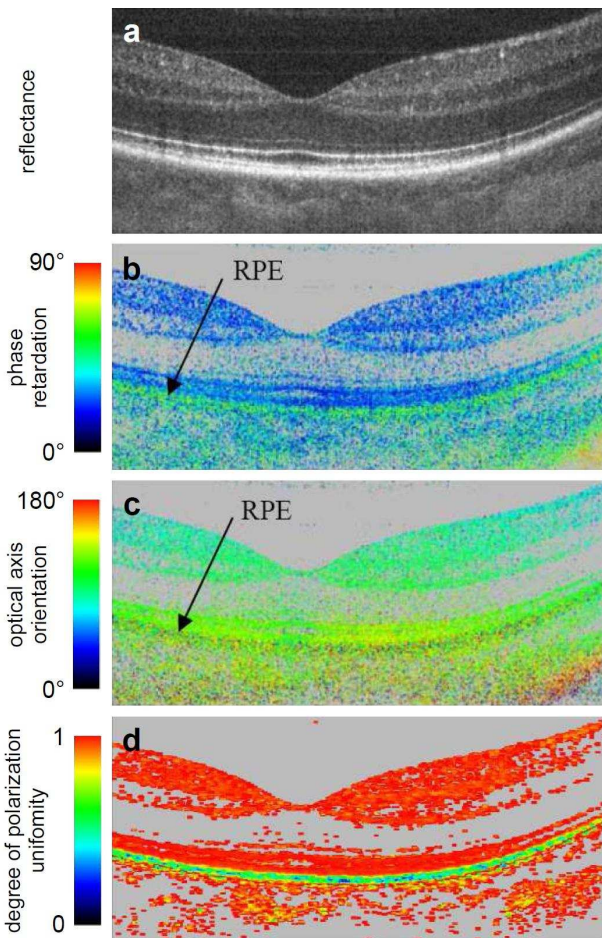 a
reflectance
b
RPE
90°
phase
retardation
0°
c
RPE
180°
optical axis
orientation
0°
d
1
degree of polarization
unifomity
0